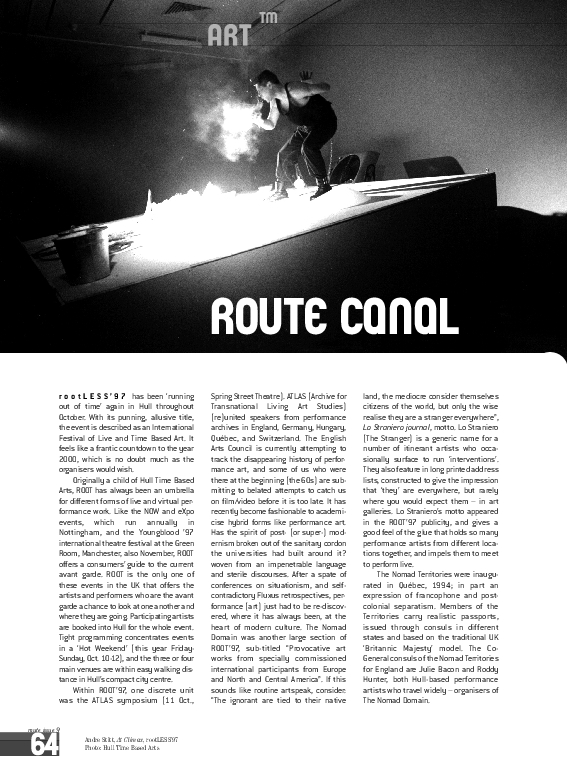 ART™
ROUTE CANAL
rootLESS'97 has been 'running
out of time' again in Hull throughout
October. With its punning, allusive title,
the event is described as an International
Festival of Live and Time Based Art. It
feels like a frantic countdown to the year
2000, which is no doubt much as the
organisers would wish.
Originally a child of Hull Time Based
Arts, ROOT has always been an umbrella
for different forms of live and virtual per-
formance work. Like the NOW and eXpo
events, which run annually in
Nottingham, and the Youngblood '97
international theatre festival at the Green
Room, Manchester, also November, ROOT
offers a consumers' guide to the current
avant garde. ROOT is the only one of
these events in the UK that offers the
artists and performers who are the avant
garde a chance to look at one another and
where they are going. Participating artists
are booked into Hull for the whole event.
Tight programming concentrates events
in a 'Hot Weekend' (this year Friday-
Sunday, Oct. 10-12), and the three or four
main venues are within easy walking dis-
tance in Hull's compact city centre.
Within ROOT'97, one discrete unit
was the ATLAS symposium (11 Oct.,
Spring Street Theatre). ATLAS (Archive for
Transnational Living Art Studies)
(re)united speakers from performance
archives in England, Germany, Hungary,
Québec, and Switzerland. The English
Arts Council is currently attempting to
track the disappearing history of perfor-
mance art, and some of us who were
there at the beginning (the 60s) are sub-
mitting to belated attempts to catch us
on film/video before it is too late. It has
recently become fashionable to academi-
cise hybrid forms like performance art.
Has the spirit of post- (or super-) mod-
ernism broken out of the sanitary cordon
the universities had built around it?
woven from an impenetrable language
and sterile discourses. After a spate of
conferences on situationism, and self-
contradictory Fluxus retrospectives, per-
formance (art) just had to be re-discov-
ered, where it has always been, at the
heart of modern culture. The Nomad
Domain was another large section of
ROOT'97, sub-titled "Provocative art
works from specially commissioned
international participants from Europe
and North and Central America". If this
sounds like routine artspeak, consider:
"The ignorant are tied to their native
land, the mediocre consider themselves
citizens of the world, but only the wise
realise they are a stranger everywhere",
Lo Straniero journal, motto. Lo Straniero
(The Stranger) is a generic name for a
number of itinerant artists who occa-
sionally surface to run 'interventions'.
They also feature in long printed address
lists, constructed to give the impression
that 'they' are everywhere, but rarely
where you would expect them – in art
galleries. Lo Straniero's motto appeared
in the ROOT'97 publicity, and gives a
good feel of the glue that holds so many
performance artists from different loca-
tions together, and impels them to meet
to perform live.
The Nomad Territories were inaugu-
rated in Québec, 1994; in part an
expression of francophone and post-
colonial separatism. Members of the
Territories carry realistic passports,
issued through consuls in different
states and based on the traditional UK
'Britannic Majesty' model. The Co-
General consuls of the Nomad Territories
for England are Julie Bacon and Roddy
Hunter, both Hull-based performance
artists who travel widely – organisers of
The Nomad Domain.
64
Andre Stitt, rootLESS'97
Photo: Hull Time Based Arts